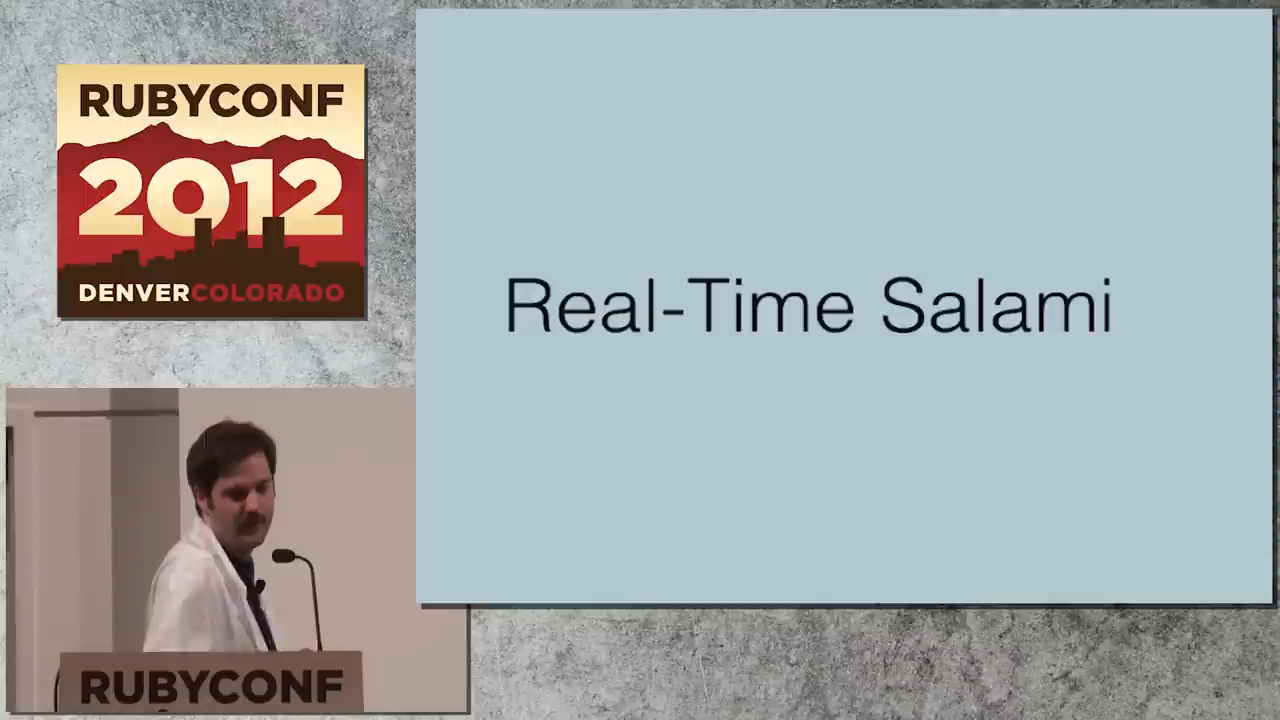 RUBYCONF
2012
DENVERCOLORADO
Real-Time Salami
RUBYCONF